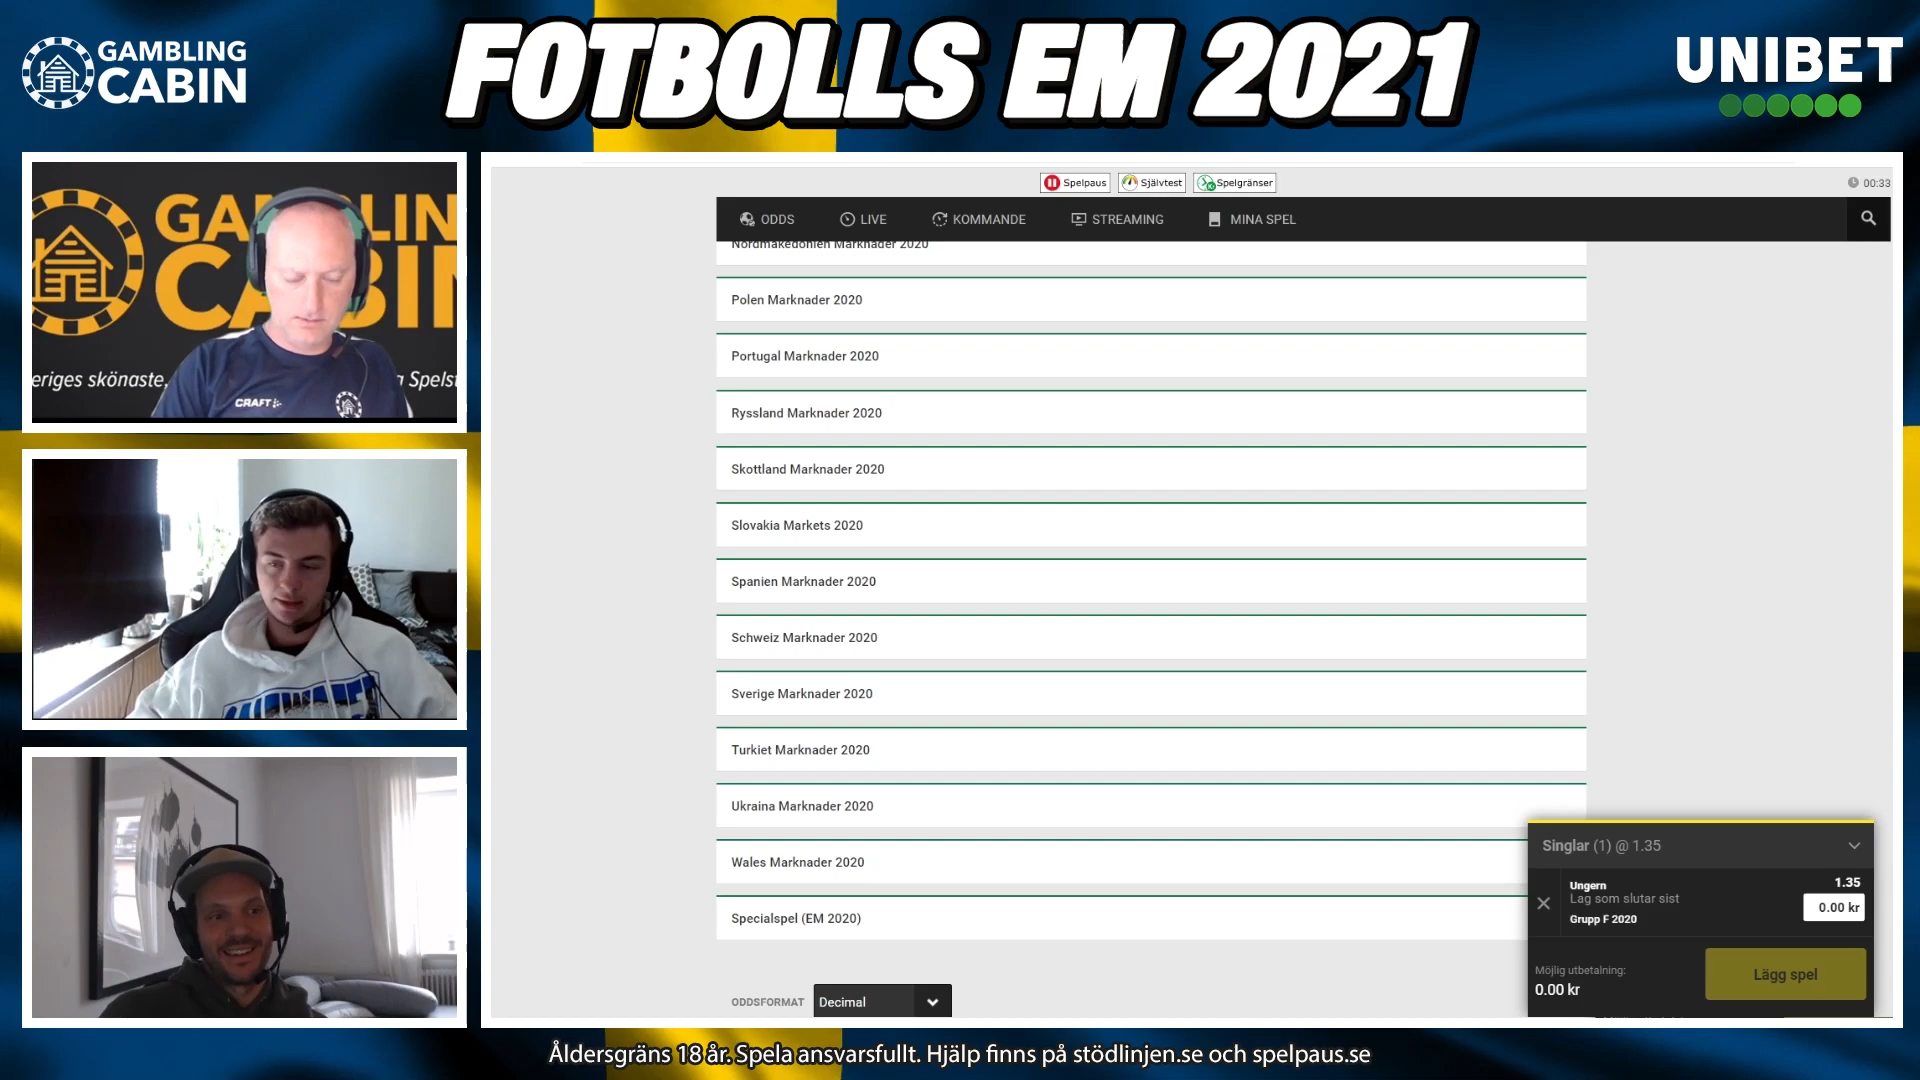 GAMBLING
CABIN
FOTBOLLS EM 2021
UNIBET
GAMBLIN
eriges skönaste,
a Spelst
CRAFT
Spelpaus
Självtest
Spelgränser
00:33
ODDS
LIVE
KOMMANDE
STREAMING
MINA SPEL
Nordmakedonien Marknader 2020
Polen Marknader 2020
Portugal Marknader 2020
Ryssland Marknader 2020
Skottland Marknader 2020
Slovakia Markets 2020
Spanien Marknader 2020
Schweiz Marknader 2020
Sverige Marknader 2020
Turkiet Marknader 2020
Ukraina Marknader 2020
Wales Marknader 2020
Specialspel (EM 2020)
ODDSFORMAT
Decimal
Singlar (1) @ 1.35
Ungern
1.35
Lag som slutar sist
0.00 kr
Grupp F 2020
Möjlig utbetalning:
0.00 kr
Lägg spel
Åldersgräns 18 år. Spela ansvarsfullt. Hjälp finns på stödlinjen.se och spelpaus.se